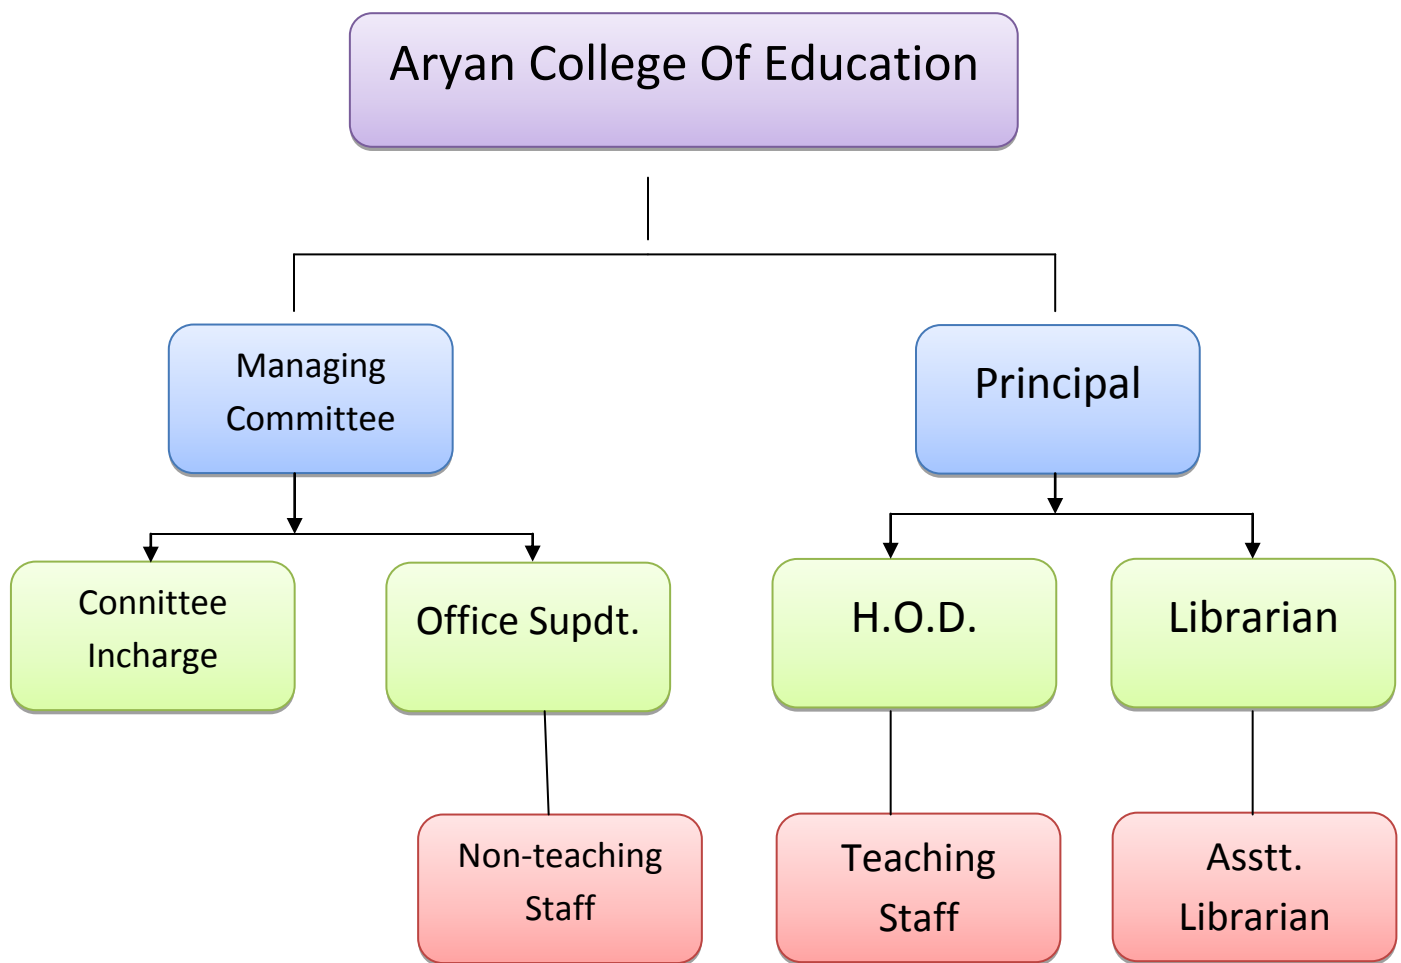 Aryan College Of Education
Managing
Committee
Principal
Connittee
Incharge
Office Supdt.
H.O.D.
Librarian
Non-teaching
Staff
Teaching
Staff
Asstt.
Librarian